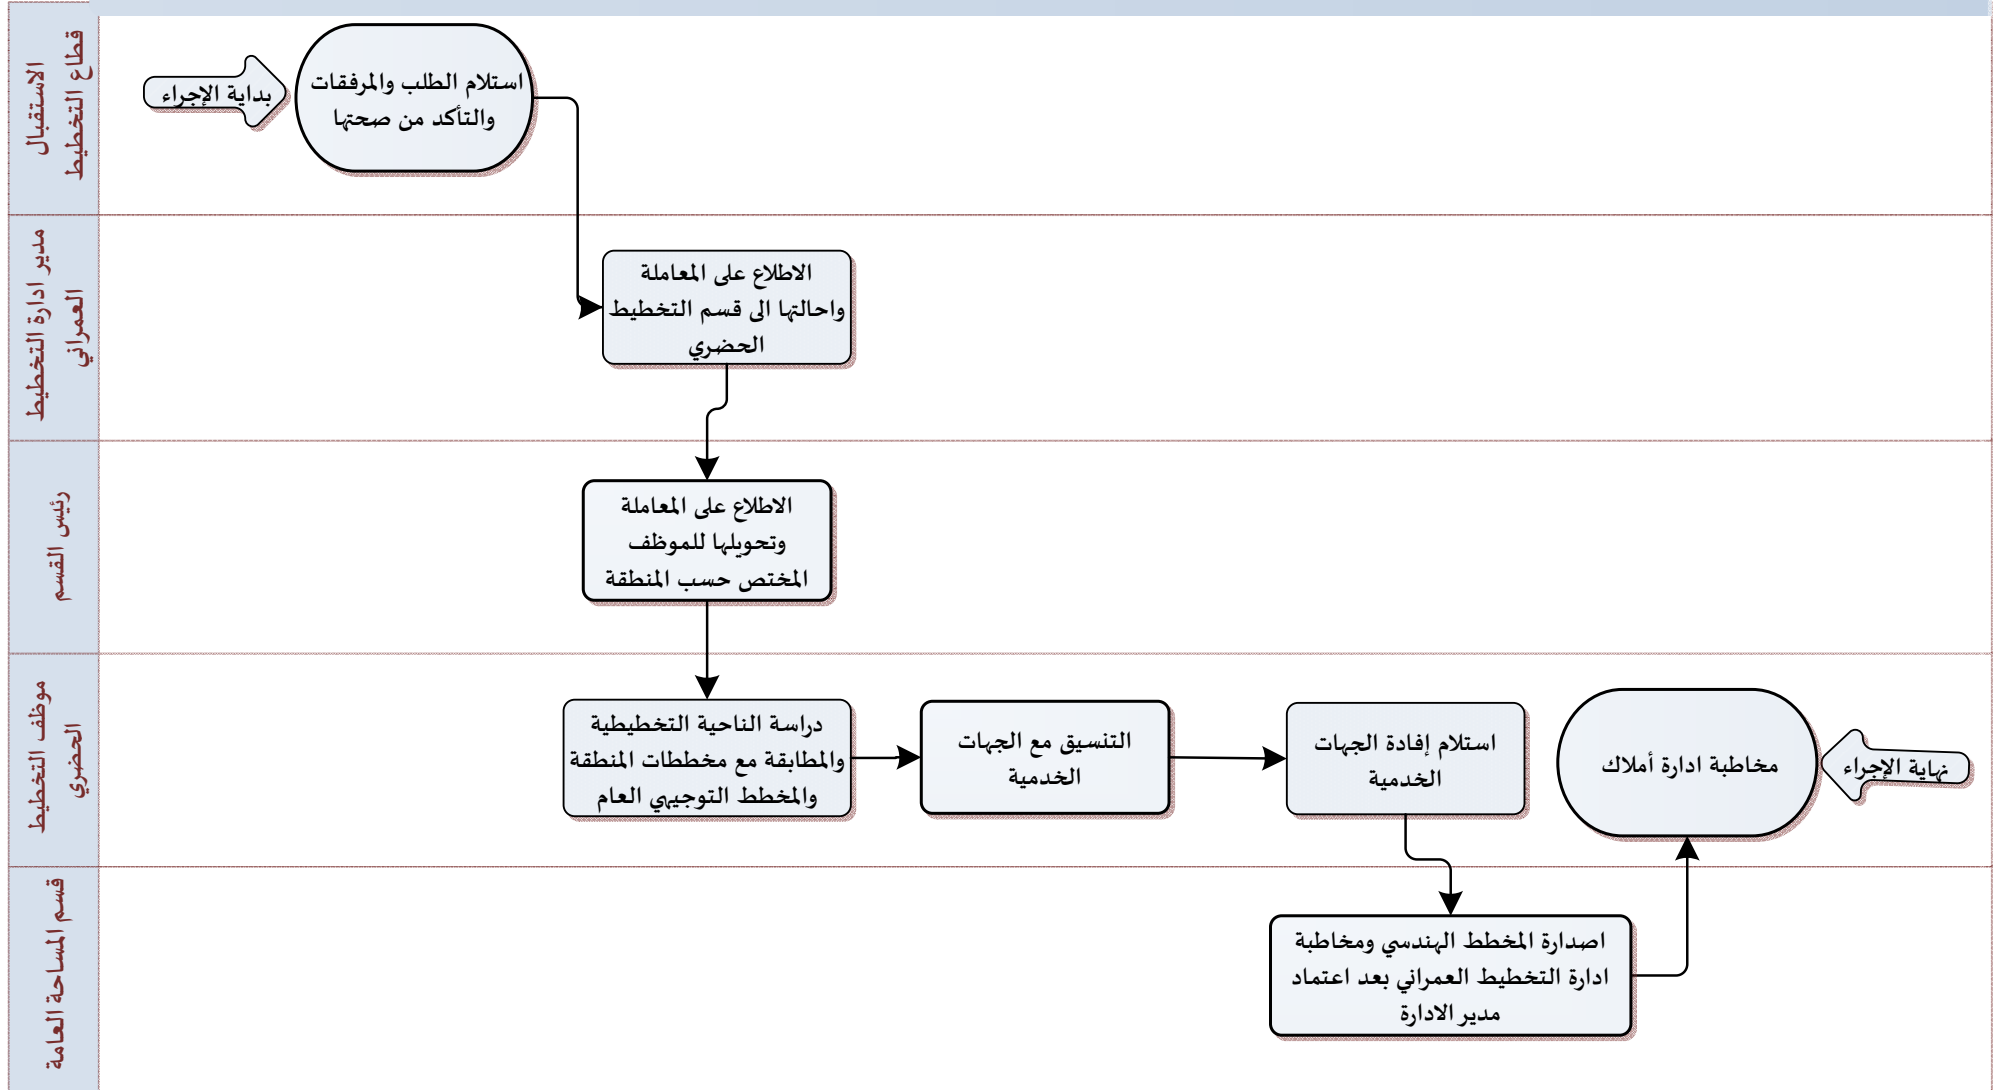 قطاع التخطيط
الاستقبال
بداية الإجراء
استلام الطلب والمرفقات
والتأكد من صحتها
مدير ادارة التخطيط
العمراني
الاطلاع على المعاملة
واحالتها الى قسم التخطيط
الحضري
رئيس القسم
الاطلاع على المعاملة
وتحويلها للموظف
المختص حسب المنطقة
موظف التخطيط
الحضري
دراسة الناحية التخطيطية
والمطابقة مع مخططات المنطقة
والمخطط التوجيهي العام
التنسيق مع الجهات
الخدمية
استلام إفادة الجهات
الخدمية
مخاطبة ادارة أملاك
نهاية الإجراء
قسم المساحة العامة
اصدارة المخطط الهندسي ومخاطبة
ادارة التخطيط العمراني بعد اعتماد
مدير الادارة